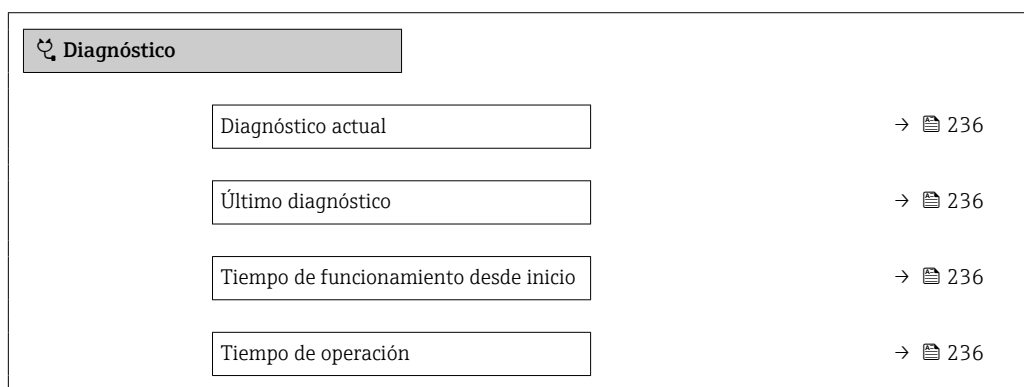 Diagnóstico
Diagnóstico actual → 236
Último diagnóstico → 236
Tiempo de funcionamiento desde inicio → 236
Tiempo de operación → 236